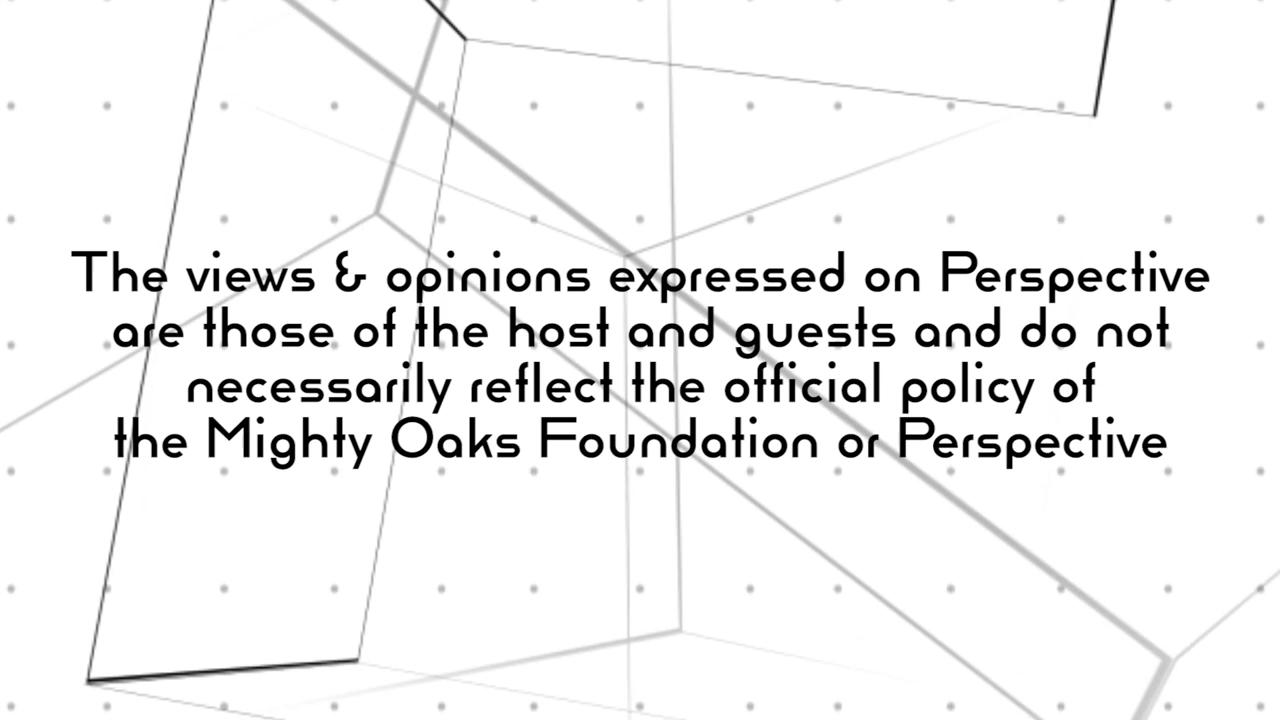 The views & opinions expressed on Perspective
are those of the host and guests and do not
necessarily reflect the official policy of
the Mighty Oaks Foundation or Perspective